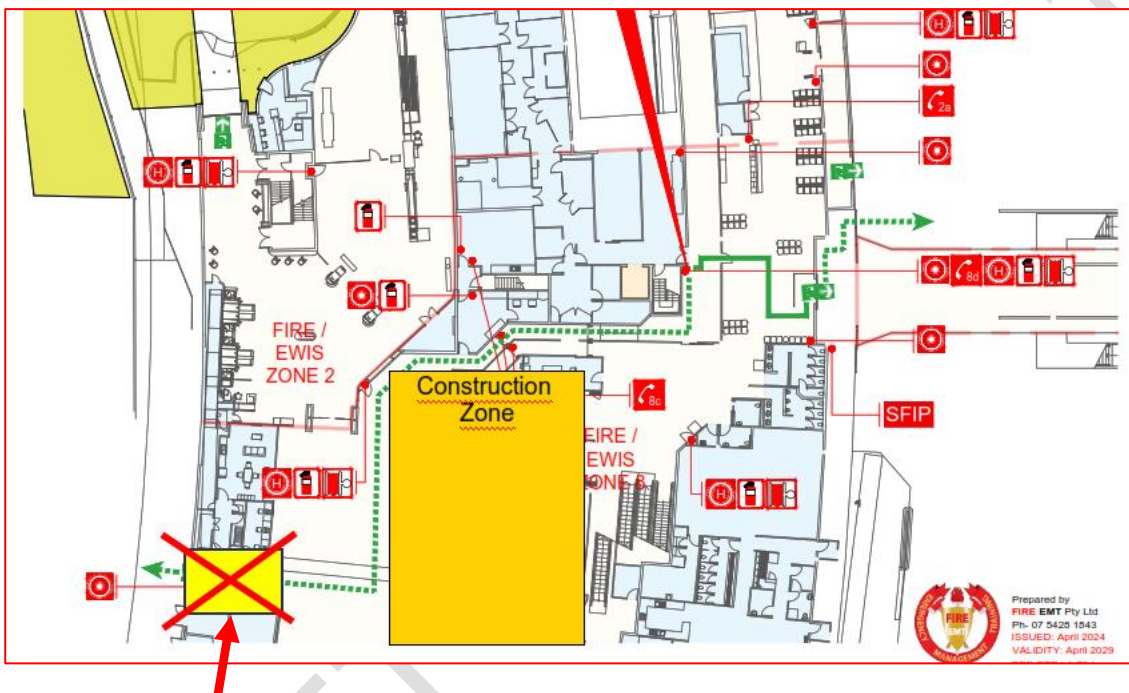 H
2a
H
FIRE /
EWIS
ZONE 2
8d
H
Construction
Zone
8c
FIRE /
EWIS
ZONE 8
SFIP
H
H
EMERGENCY
MANAGEMENT
TRAINING
FIRE
EMT
Prepared by
FIRE EMT Pty Ltd
Ph- 07 5428 1843
ISSUED: April 2024
VALIDITY: April 2029